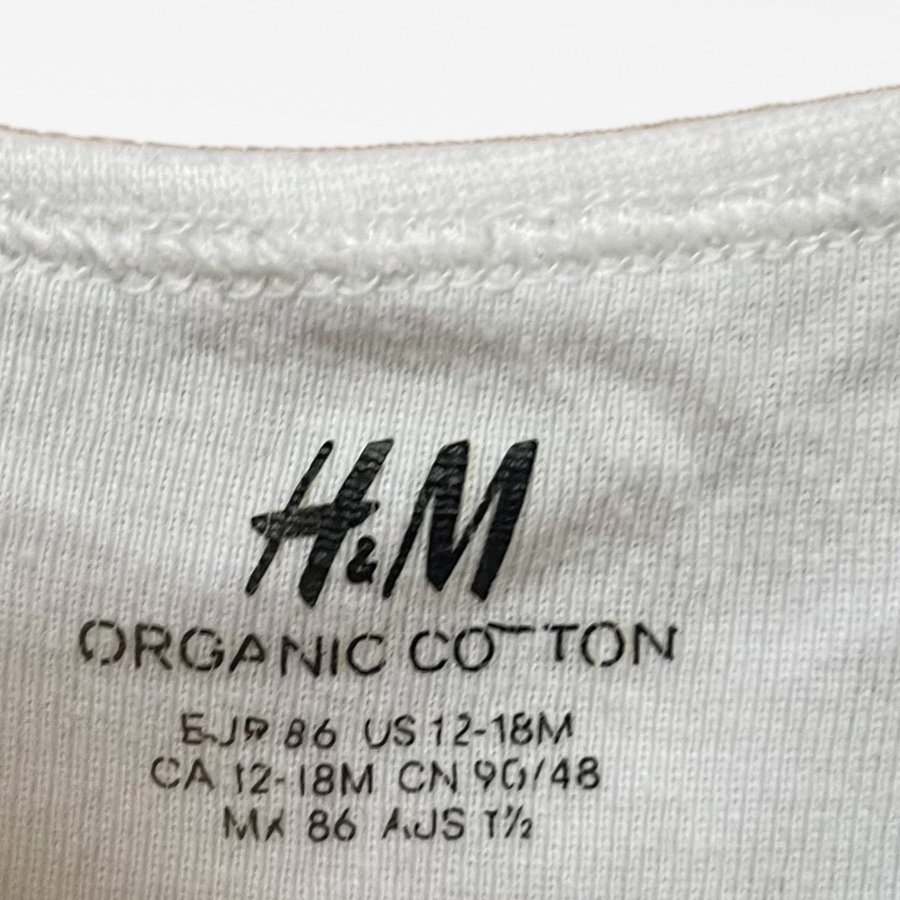 H&M
ORGANIC COTTON
EUR 86 US 12-18M
CA 12-18M CN 90/48
MX 86 AUS 1½